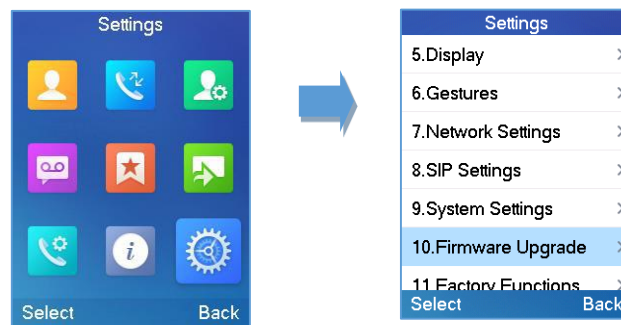 Settings
Select Back
Settings
5.Display
6.Gestures
7.Network Settings
8.SIP Settings
9.System Settings
10.Firmware Upgrade
11.Factory Functions
Select Back